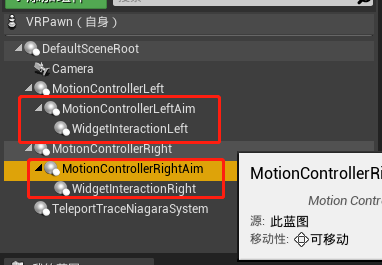 VRPawn（自身）
DefaultSceneRoot
Camera
MotionControllerLeft
MotionControllerLeftAim
WidgetInteractionLeft
MotionControllerRight
MotionControllerRightAim
WidgetInteractionRight
TeleportTraceNiagaraSystem
MotionControllerRi
Motion Contr
源: 此蓝图
移动性: 可移动